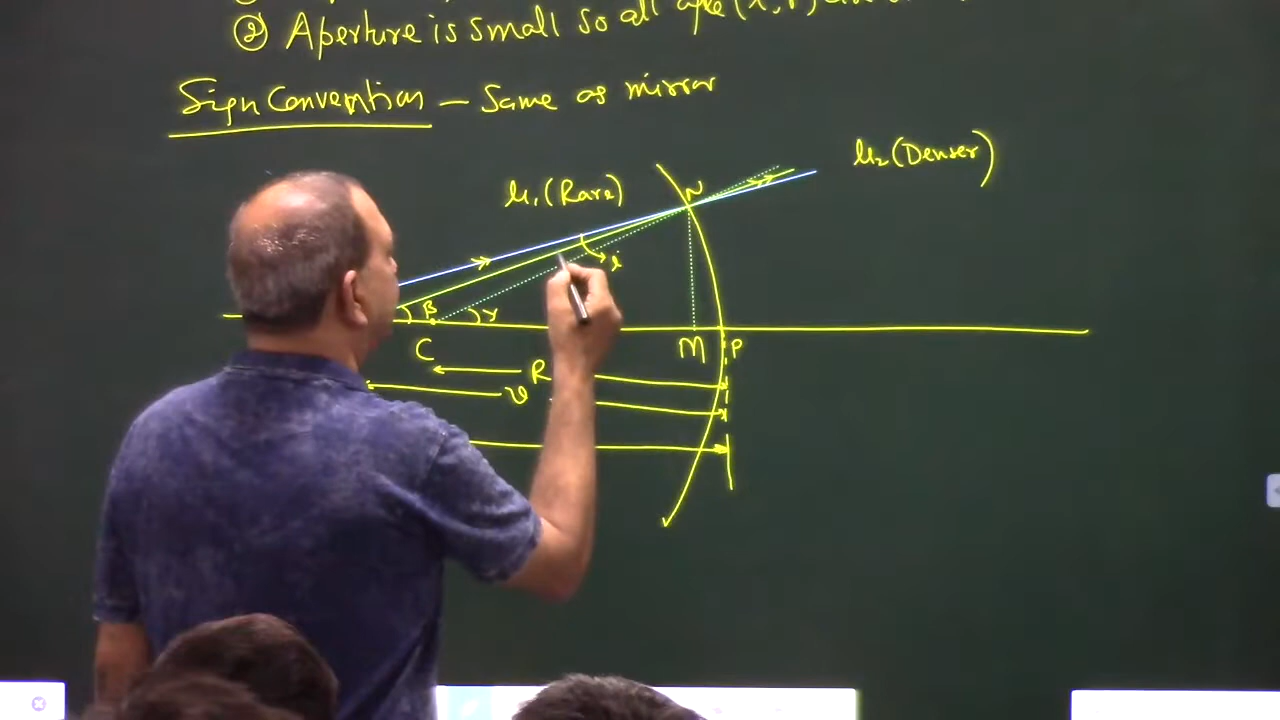 ② Aperture is small so all
Sign Convention — Same as mirror
μ₂ (Denser)
μ₁ (Rare)
N
i
β
γ
C
M
P
R
v